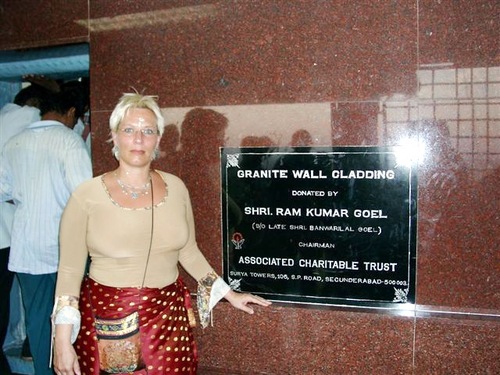 GRANITE WALL CLADDING
DONATED BY
SHRI. RAM KUMAR GOEL
(S/O LATE SHRI. BANWARILAL GOEL)
CHAIRMAN
ASSOCIATED CHARITABLE TRUST
SURYA TOWERS, 106, S.P. ROAD, SECUNDERABAD-500003.